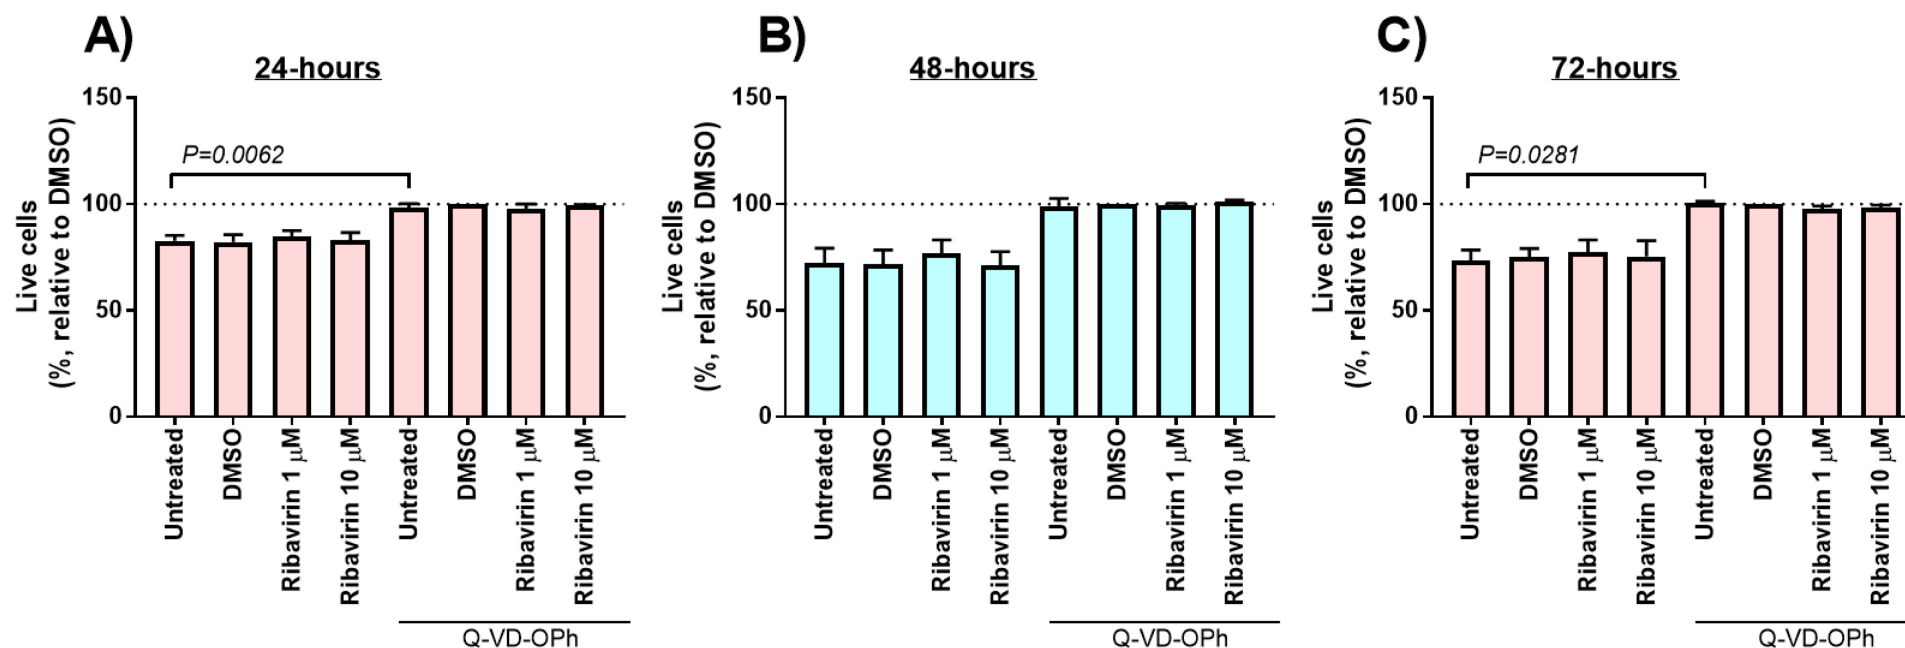 A)
24-hours
Live cells
(%, relative to DMSO)
150
100
50
0
P=0.0062
Untreated
DMSO
Ribavirin 1 μM
Ribavirin 10 μM
Untreated
DMSO
Ribavirin 1 μM
Ribavirin 10 μM
Q-VD-OPh
B)
48-hours
Live cells
(%, relative to DMSO)
150
100
50
0
Untreated
DMSO
Ribavirin 1 μM
Ribavirin 10 μM
Untreated
DMSO
Ribavirin 1 μM
Ribavirin 10 μM
Q-VD-OPh
C)
72-hours
Live cells
(%, relative to DMSO)
150
100
50
0
P=0.0281
Untreated
DMSO
Ribavirin 1 μM
Ribavirin 10 μM
Untreated
DMSO
Ribavirin 1 μM
Ribavirin 10 μM
Q-VD-OPh